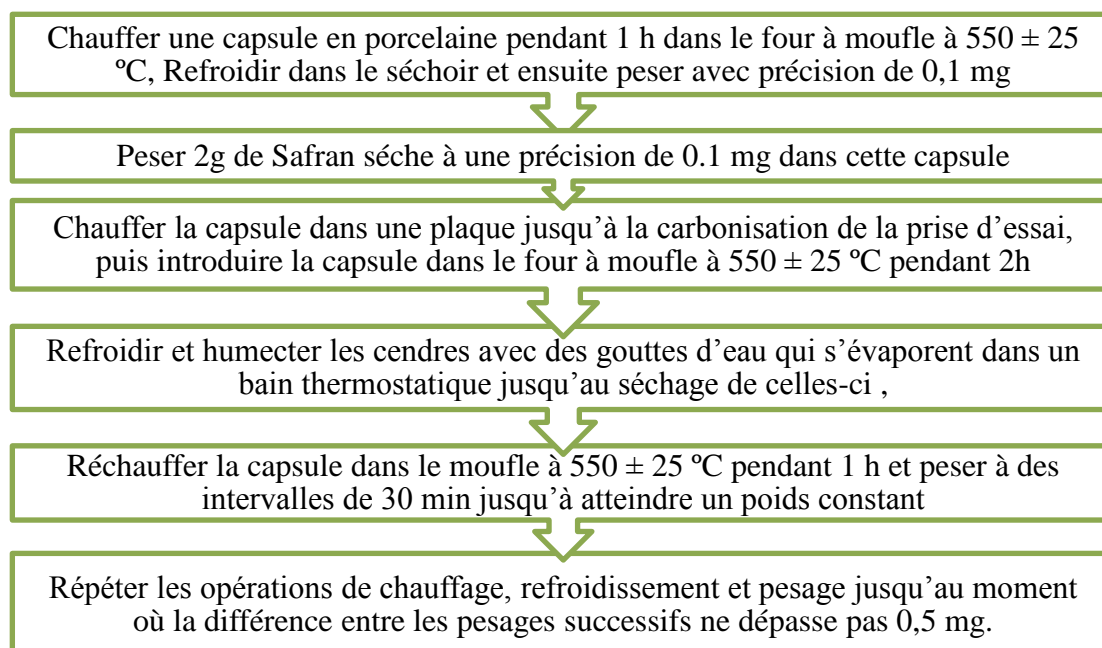 Chauffer une capsule en porcelaine pendant 1 h dans le four à moufle à 550 ± 25
ºC, Refroidir dans le séchoir et ensuite peser avec précision de 0,1 mg
Peser 2g de Safran séche à une précision de 0.1 mg dans cette capsule
Chauffer la capsule dans une plaque jusqu’à la carbonisation de la prise d’essai,
puis introduire la capsule dans le four à moufle à 550 ± 25 ºC pendant 2h
Refroidir et humecter les cendres avec des gouttes d’eau qui s’évaporent dans un
bain thermostatique jusqu’au séchage de celles-ci ,
Réchauffer la capsule dans le moufle à 550 ± 25 ºC pendant 1 h et peser à des
intervalles de 30 min jusqu’à atteindre un poids constant
Répéter les opérations de chauffage, refroidissement et pesage jusqu’au moment
où la différence entre les pesages successifs ne dépasse pas 0,5 mg.